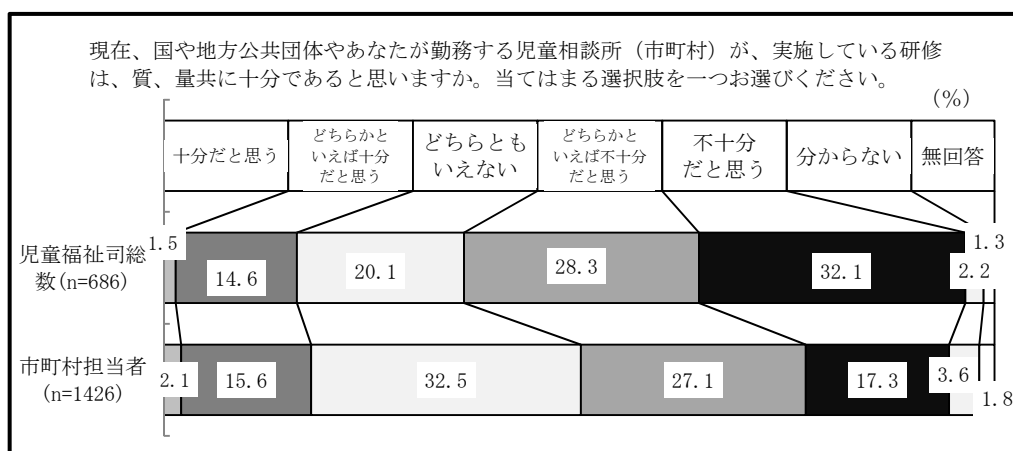 現在、国や地方公共団体やあなたが勤務する児童相談所（市町村）が、実施している研修
は、質、量共に十分であると思いますか。当てはまる選択肢を一つお選びください。
(%)
十分だと思う
どちらかと
いえば十分
だと思う
どちらとも
いえない
どちらかと
いえば不十分
だと思う
不十分
だと思う
分からない
無回答
児童福祉司総
数(n=686)
1.5
14.6
20.1
28.3
32.1
2.2
1.3
市町村担当者
(n=1426)
2.1
15.6
32.5
27.1
17.3
3.6
1.8